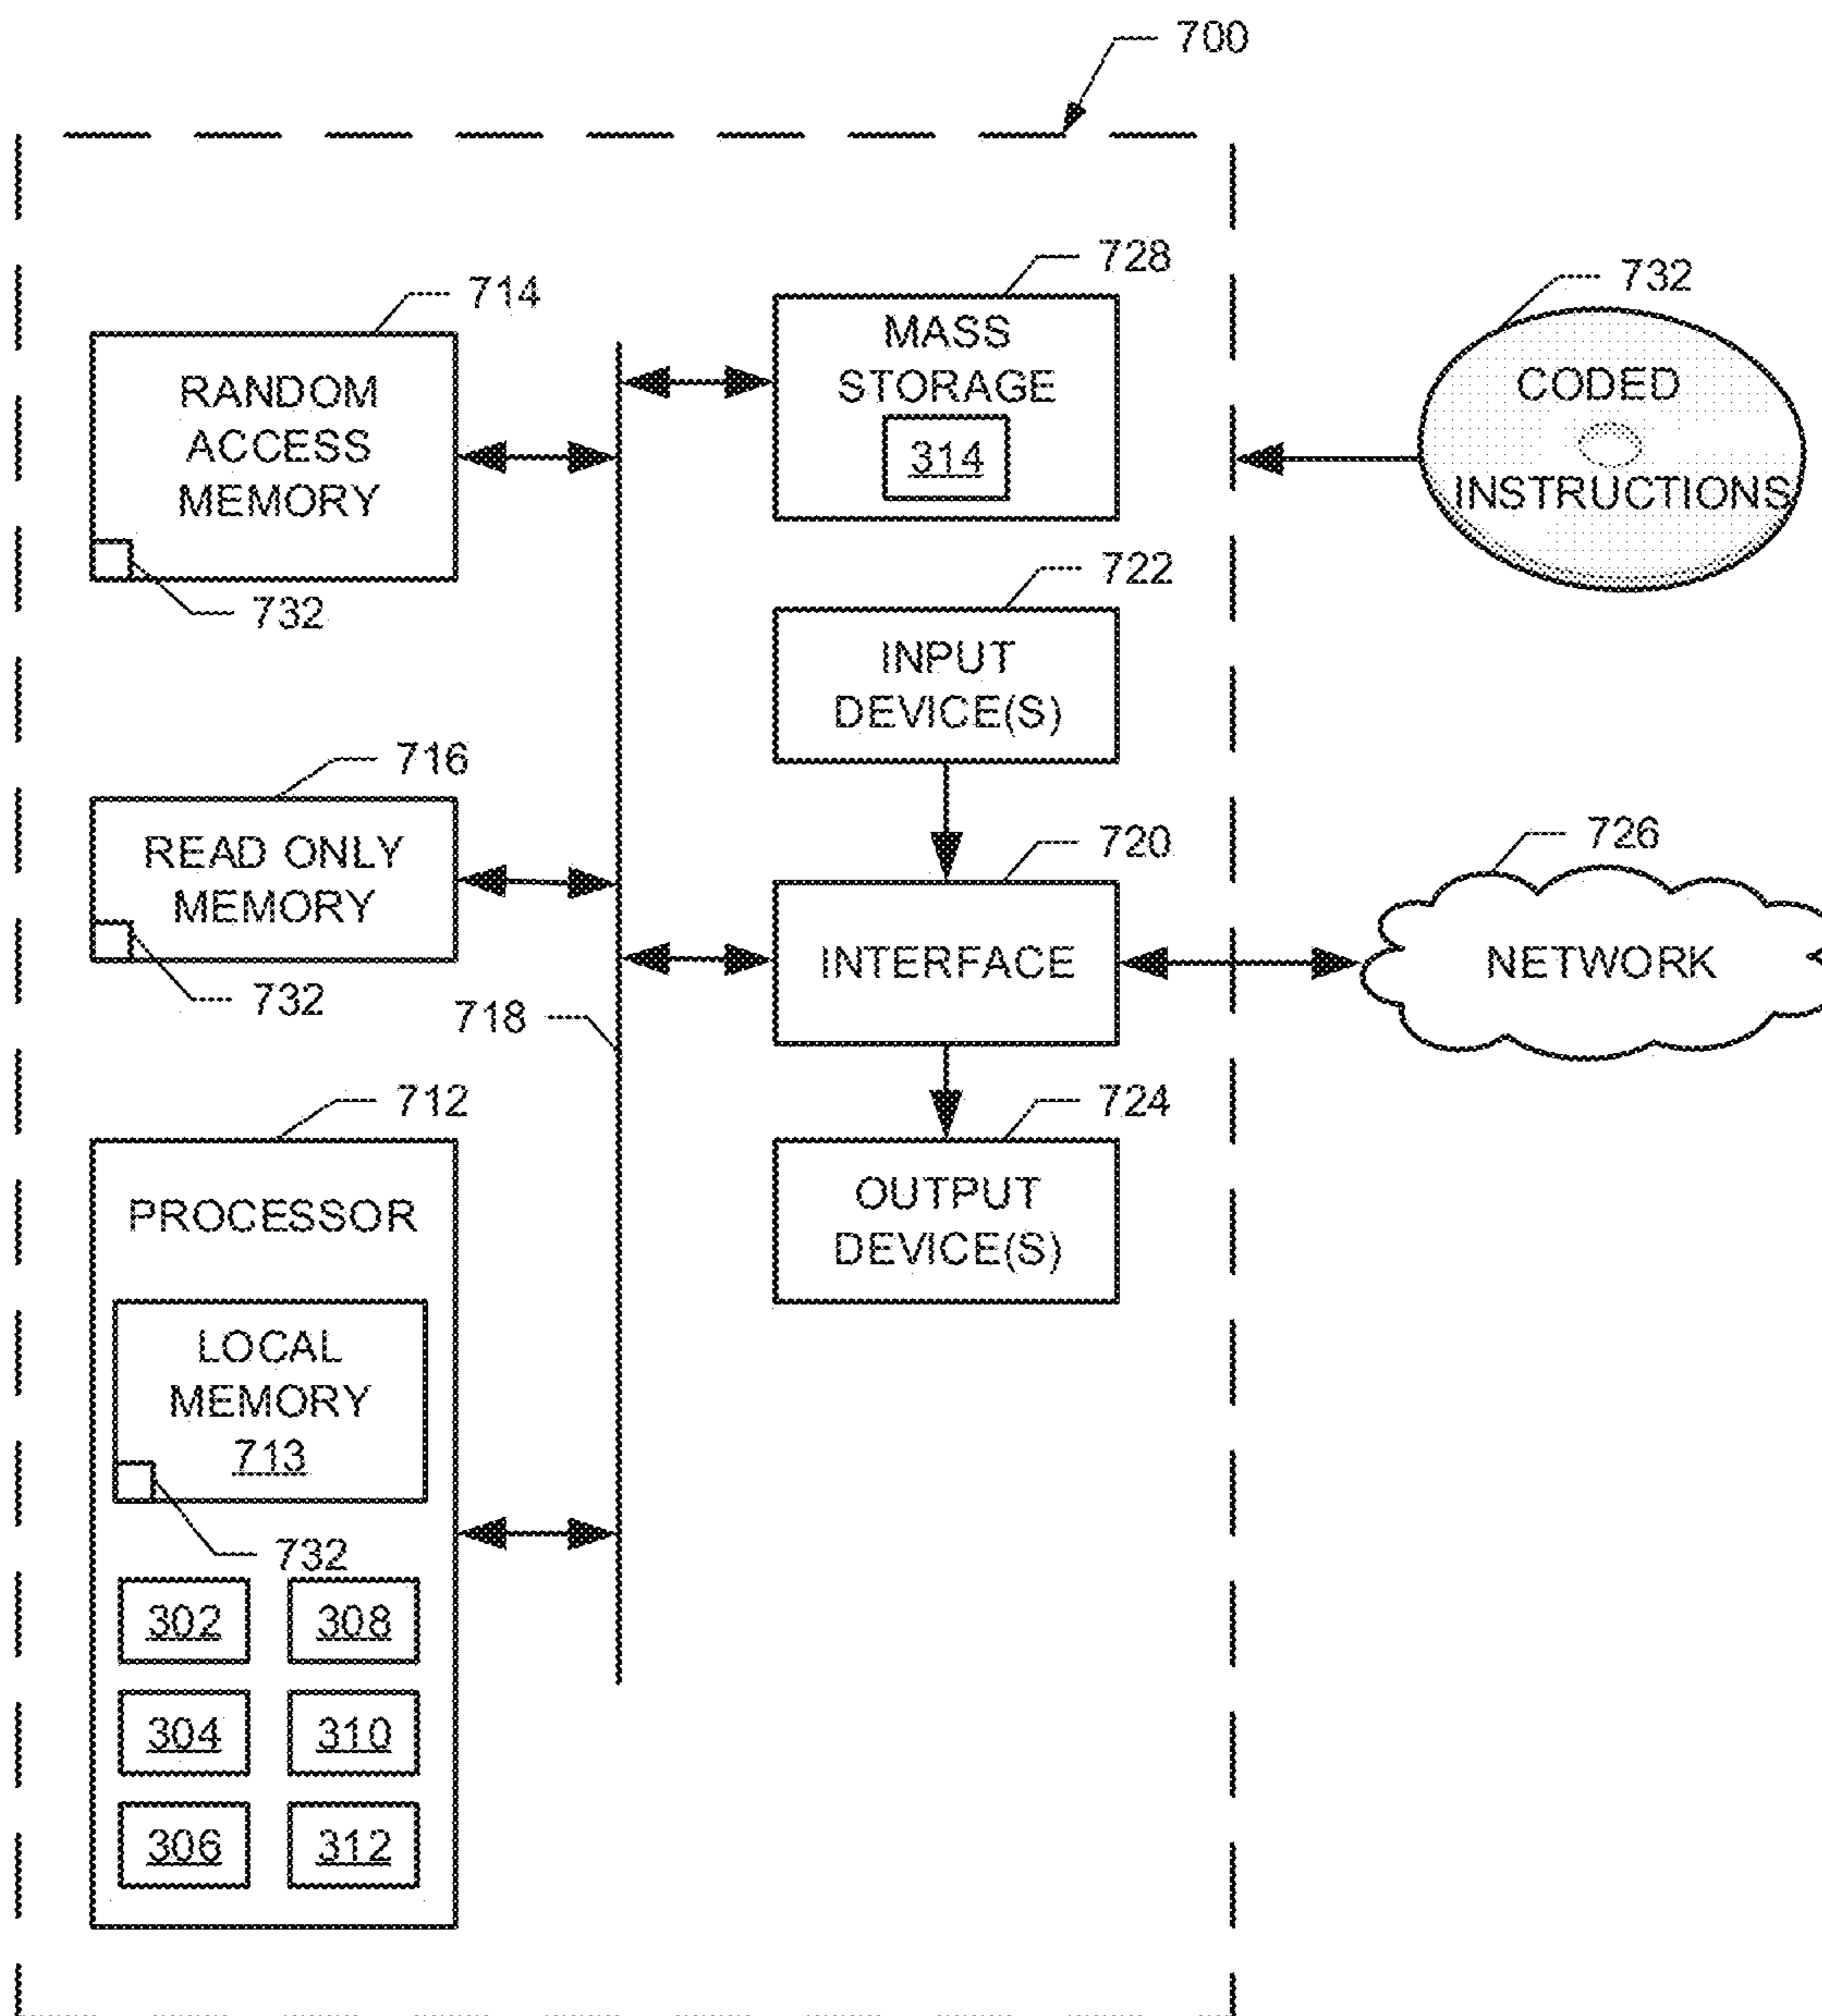 700
728
714
732
MASS
STORAGE
314
RANDOM
ACCESS
MEMORY
CODED
INSTRUCTIONS
732
722
INPUT
DEVICE(S)
716
720
726
READ ONLY
MEMORY
INTERFACE
NETWORK
732
718
712
724
PROCESSOR
OUTPUT
DEVICE(S)
LOCAL
MEMORY
713
732
302
308
304
310
306
312